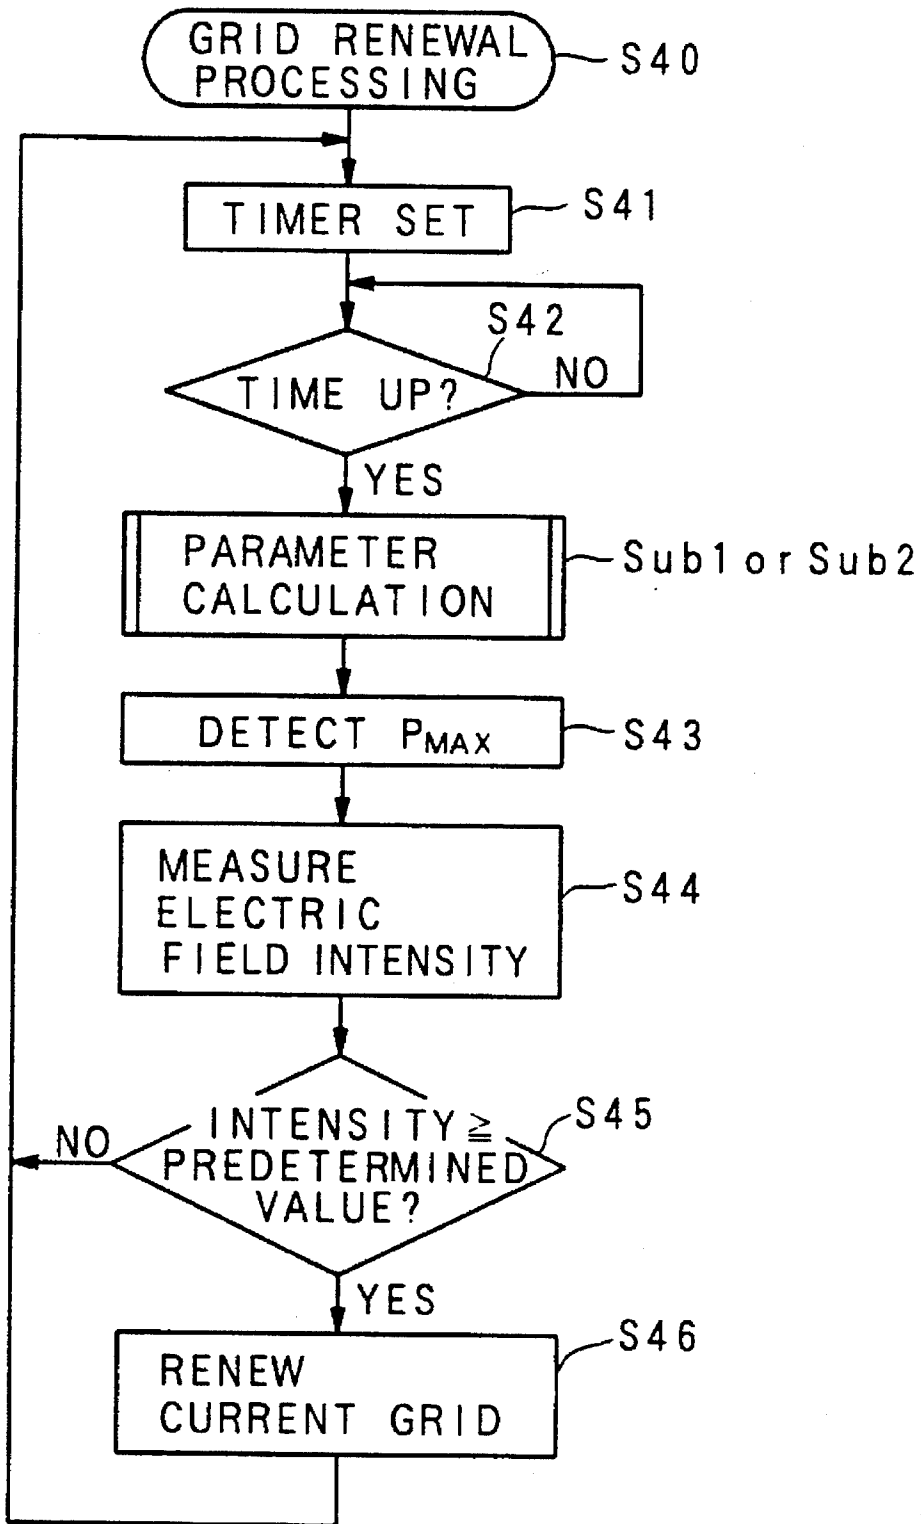 GRID RENEWAL
PROCESSING
S40
TIMER SET
S41
S42
TIME UP?
NO
YES
PARAMETER
CALCULATION
Sub1 or Sub2
DETECT PMAX
S43
MEASURE
ELECTRIC
FIELD INTENSITY
S44
INTENSITY ≧
PREDETERMINED
VALUE?
S45
NO
YES
RENEW
CURRENT GRID
S46